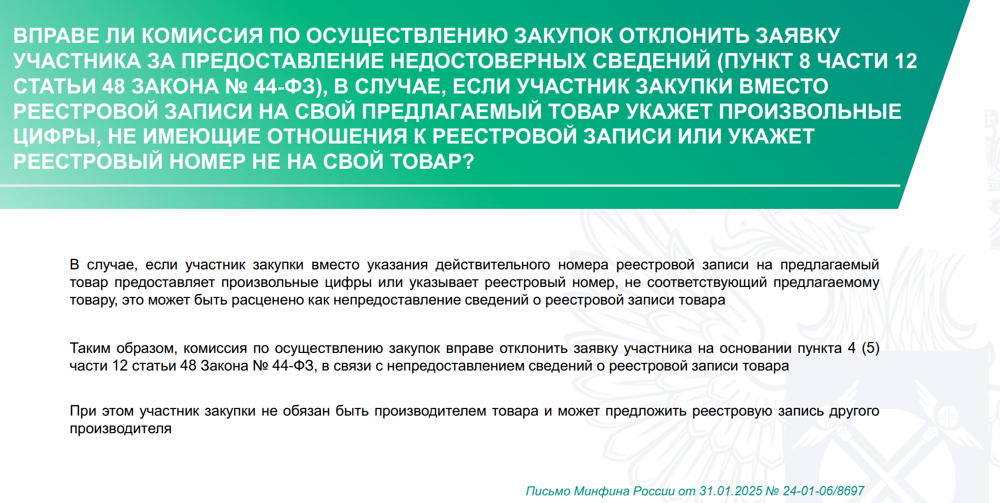 ВПРАВЕ ЛИ КОМИССИЯ ПО ОСУЩЕСТВЛЕНИЮ ЗАКУПОК ОТКЛОНИТЬ ЗАЯВКУ
УЧАСТНИКА ЗА ПРЕДОСТАВЛЕНИЕ НЕДОСТОВЕРНЫХ СВЕДЕНИЙ (ПУНКТ 8 ЧАСТИ 12
СТАТЬИ 48 ЗАКОНА № 44-ФЗ), В СЛУЧАЕ, ЕСЛИ УЧАСТНИК ЗАКУПКИ ВМЕСТО
РЕЕСТРОВОЙ ЗАПИСИ НА СВОЙ ПРЕДЛАГАЕМЫЙ ТОВАР УКАЖЕТ ПРОИЗВОЛЬНЫЕ
ЦИФРЫ, НЕ ИМЕЮЩИЕ ОТНОШЕНИЯ К РЕЕСТРОВОЙ ЗАПИСИ ИЛИ УКАЖЕТ
РЕЕСТРОВЫЙ НОМЕР НЕ НА СВОЙ ТОВАР?
В случае, если участник закупки вместо указания действительного номера реестровой записи на предлагаемый
товар предоставляет произвольные цифры или указывает реестровый номер, не соответствующий предлагаемому
товару, это может быть расценено как непредоставление сведений о реестровой записи товара
Таким образом, комиссия по осуществлению закупок вправе отклонить заявку участника на основании пункта 4 (5)
части 12 статьи 48 Закона № 44-ФЗ, в связи с непредоставлением сведений о реестровой записи товара
При этом участник закупки не обязан быть производителем товара и может предложить реестровую запись другого
производителя
Письмо Минфина России от 31.01.2025 № 24-01-06/8697